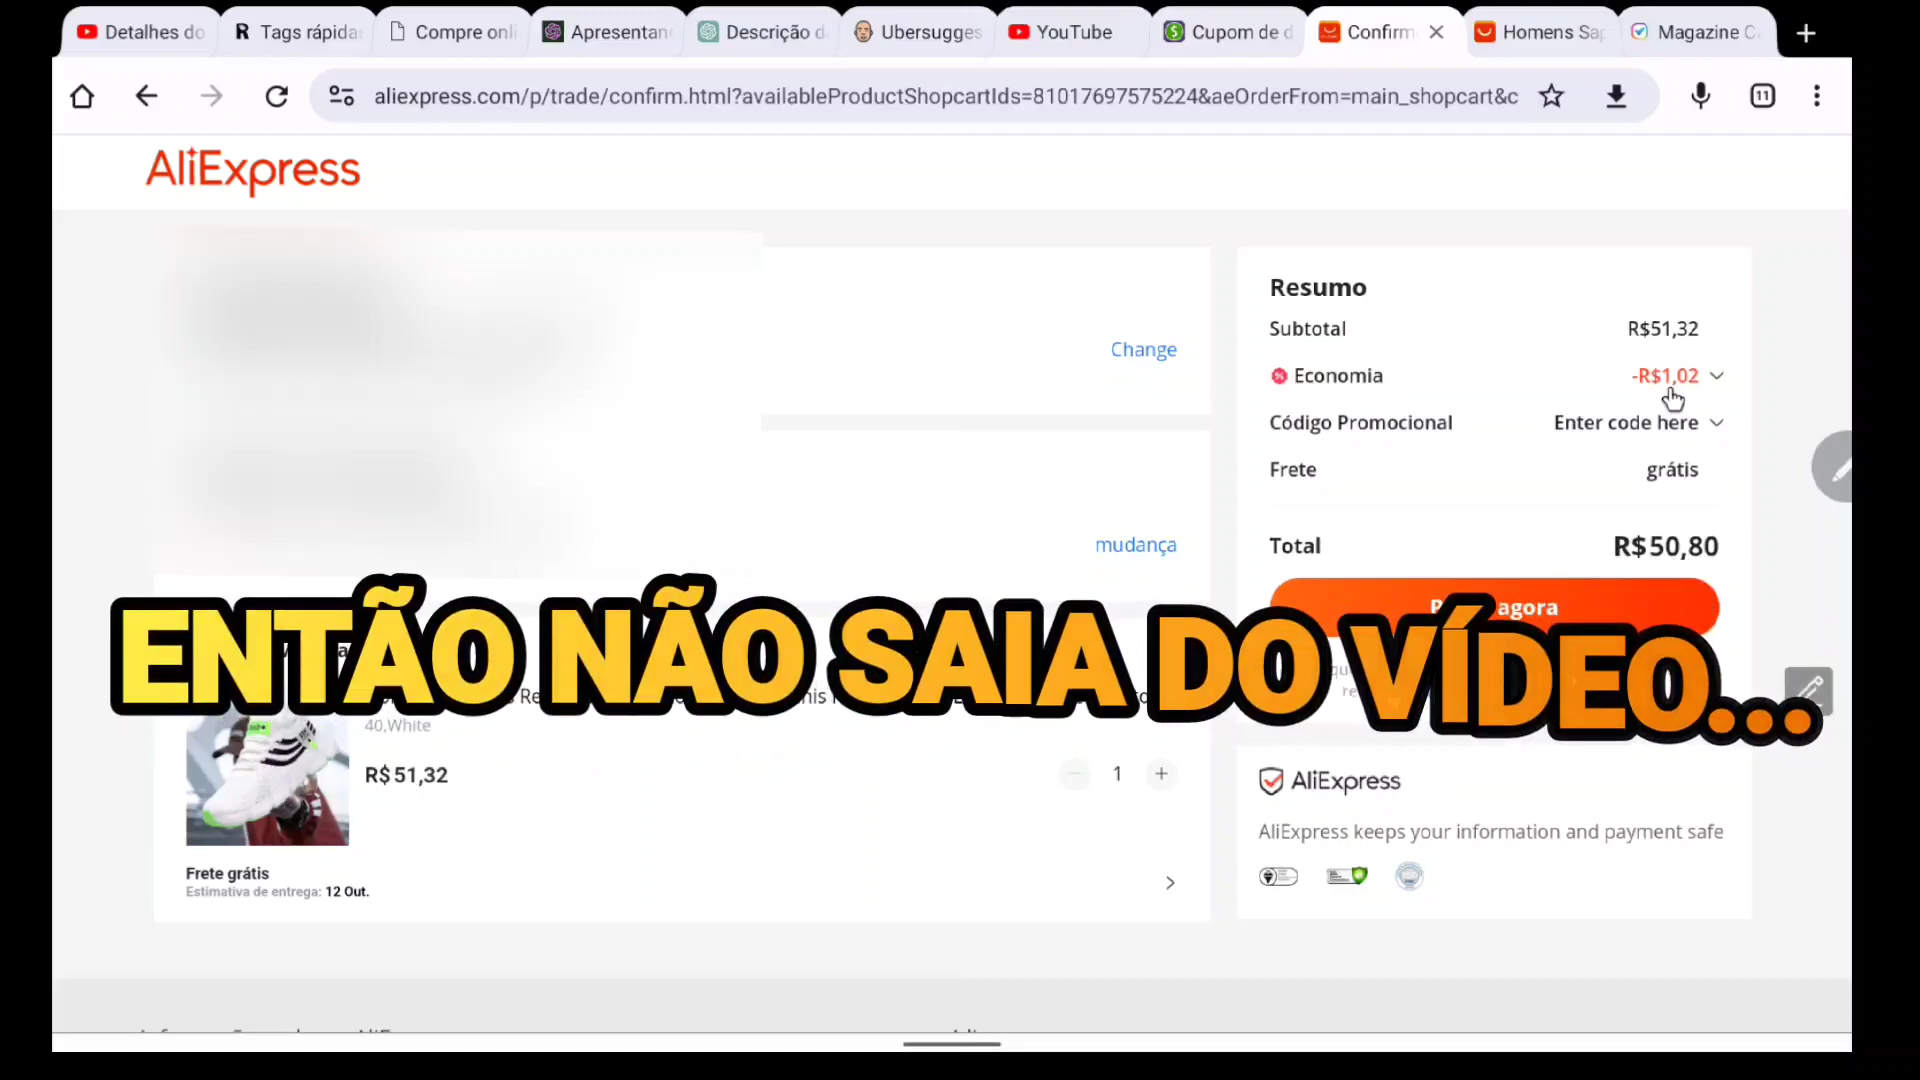 Detalhes do
Tags rápida
Compre onli
Apresentan
Descrição d
Ubersugges
YouTube
Cupom de d
Confirm
Homens Sap
Magazine C
aliexpress.com/p/trade/confirm.html?availableProductShopcartIds=81017697575224&aeOrderFrom=main_shopcart&c
11
AliExpress
Change
mudança
Resumo
Subtotal R$51,32
Economia -R$1,02
Código Promocional Enter code here
Frete grátis
Total R$50,80
agora
ENTÃO NÃO SAIA DO VÍDEO...
40,White
R$51,32
1
Frete grátis
Estimativa de entrega: 12 Out.
AliExpress
AliExpress keeps your information and payment safe